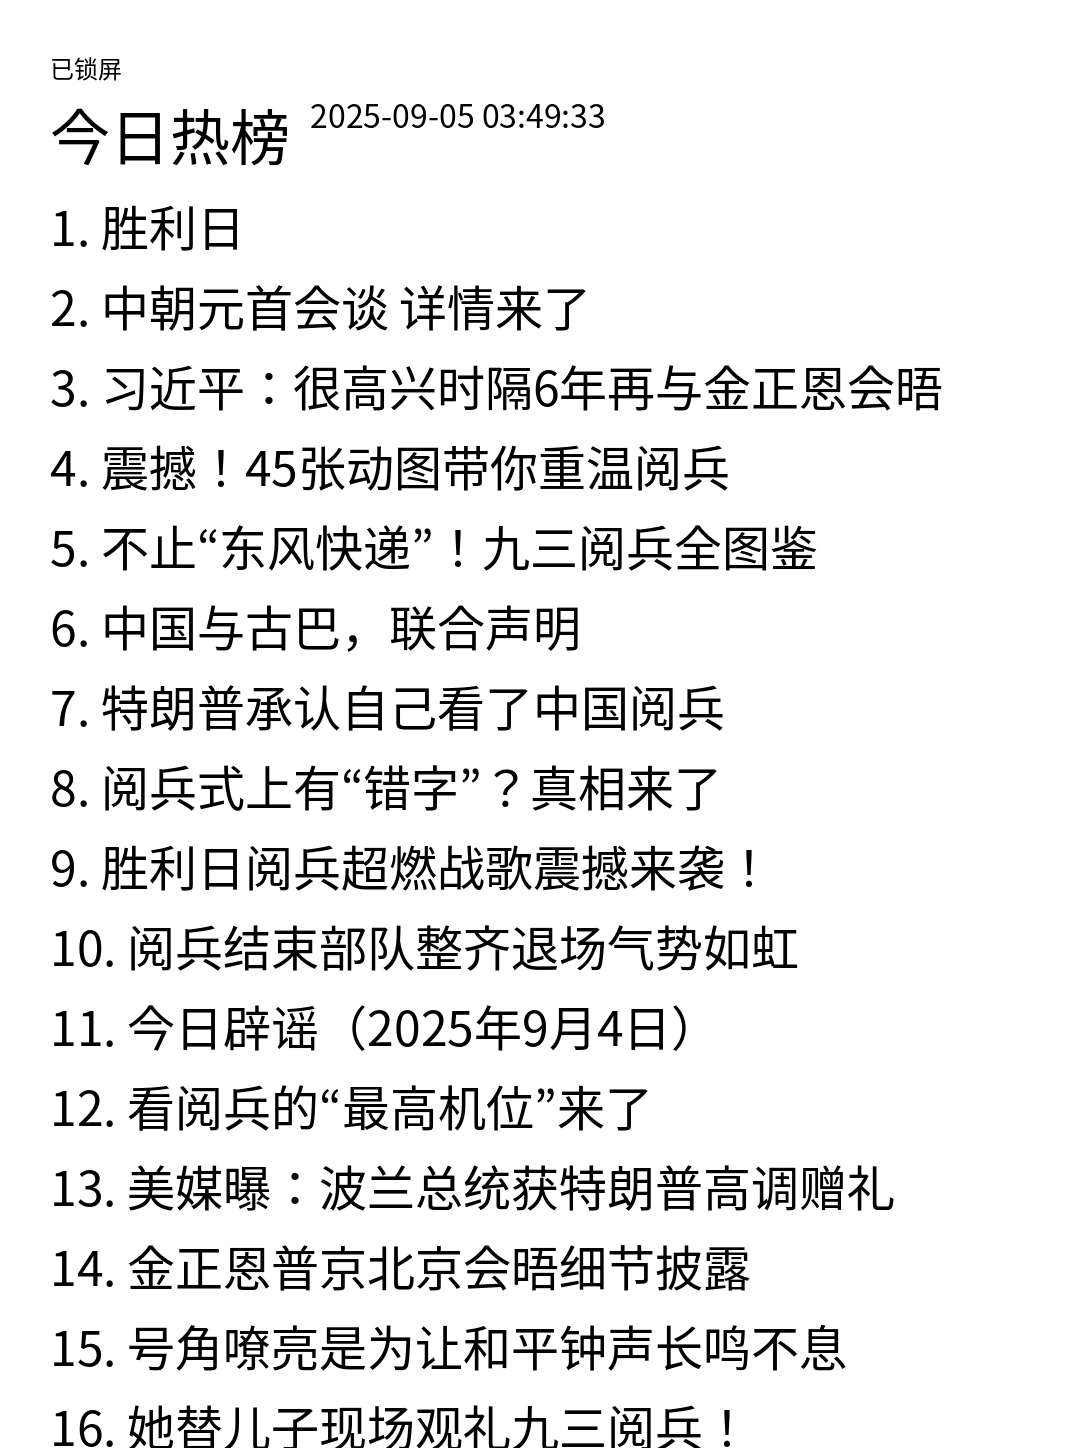 已锁屏
今日热榜 2025-09-05 03:49:33
1. 胜利日
2. 中朝元首会谈 详情来了
3. 习近平：很高兴时隔6年再与金正恩会晤
4. 震撼！45张动图带你重温阅兵
5. 不止“东风快递”！九三阅兵全图鉴
6. 中国与古巴，联合声明
7. 特朗普承认自己看了中国阅兵
8. 阅兵式上有“错字”？真相来了
9. 胜利日阅兵超燃战歌震撼来袭！
10. 阅兵结束部队整齐退场气势如虹
11. 今日辟谣（2025年9月4日）
12. 看阅兵的“最高机位”来了
13. 美媒曝：波兰总统获特朗普高调赠礼
14. 金正恩普京北京会晤细节披露
15. 号角嘹亮是为让和平钟声长鸣不息
16. 她替儿子现场观礼九三阅兵！